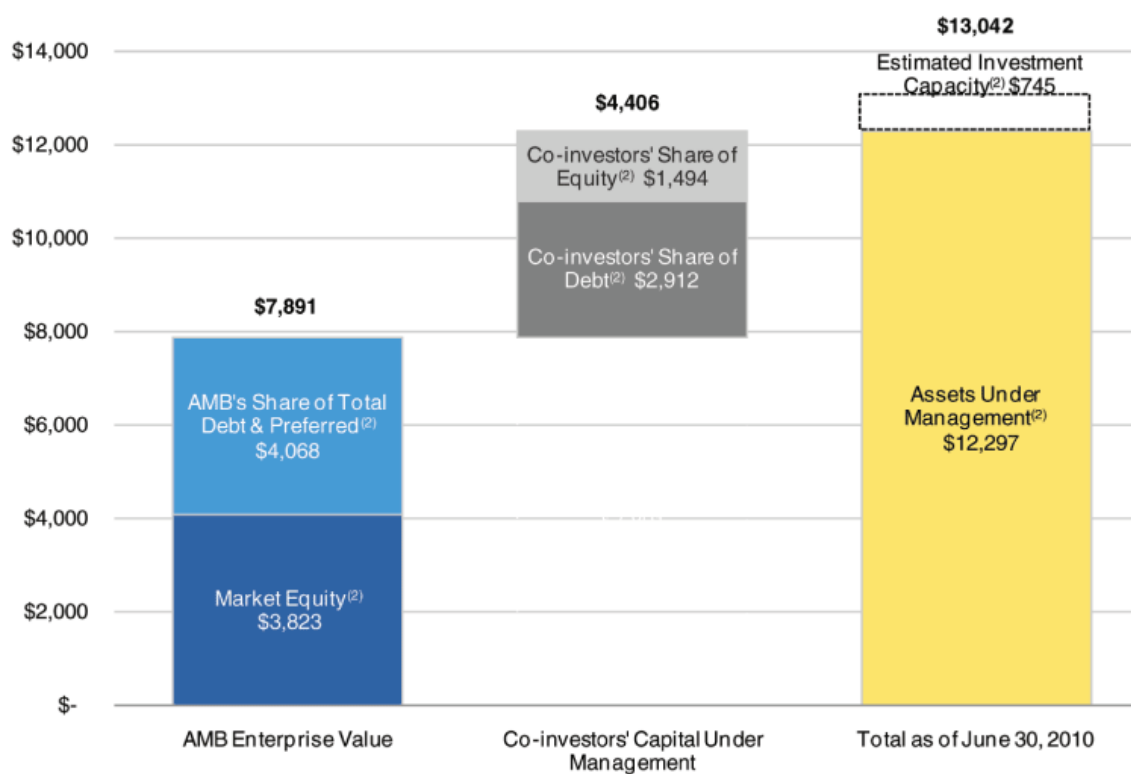 $13,042
$14,000
Estimated Investment
Capacity(2) $745
$4,406
$12,000
Co-investors' Share of
Equity(2) $1,494
$10,000
Co-investors' Share of
Debt(2) $2,912
$7,891
$8,000
AMB's Share of Total
Debt & Preferred(2)
$4,068
Assets Under
Management(2)
$12,297
$6,000
$4,000
Market Equity(2)
$3,823
$2,000
$-
AMB Enterprise Value
Co-investors' Capital Under
Management
Total as of June 30, 2010